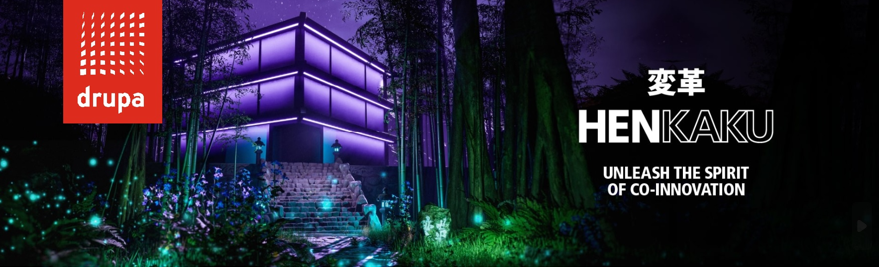 drupa
変革
HENKAKU
UNLEASH THE SPIRIT
OF CO-INNOVATION